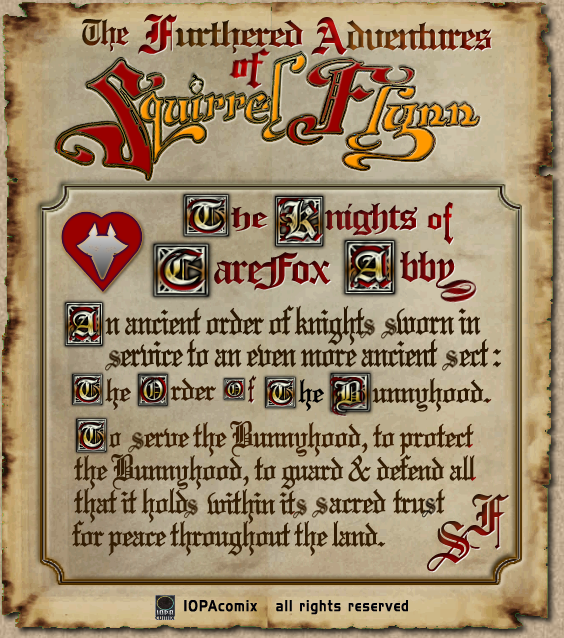 The Furthered Adventures
of
Squirrel Flynn
The Knights of
CareFox Abby
An ancient order of knights sworn in
service to an even more ancient sect:
The Order Of The Bunnyhood.
To serve the Bunnyhood, to protect
the Bunnyhood, to guard & defend all
that it holds within its sacred trust
for peace throughout the land.
SF
IOPA comix IOPAcomix all rights reserved